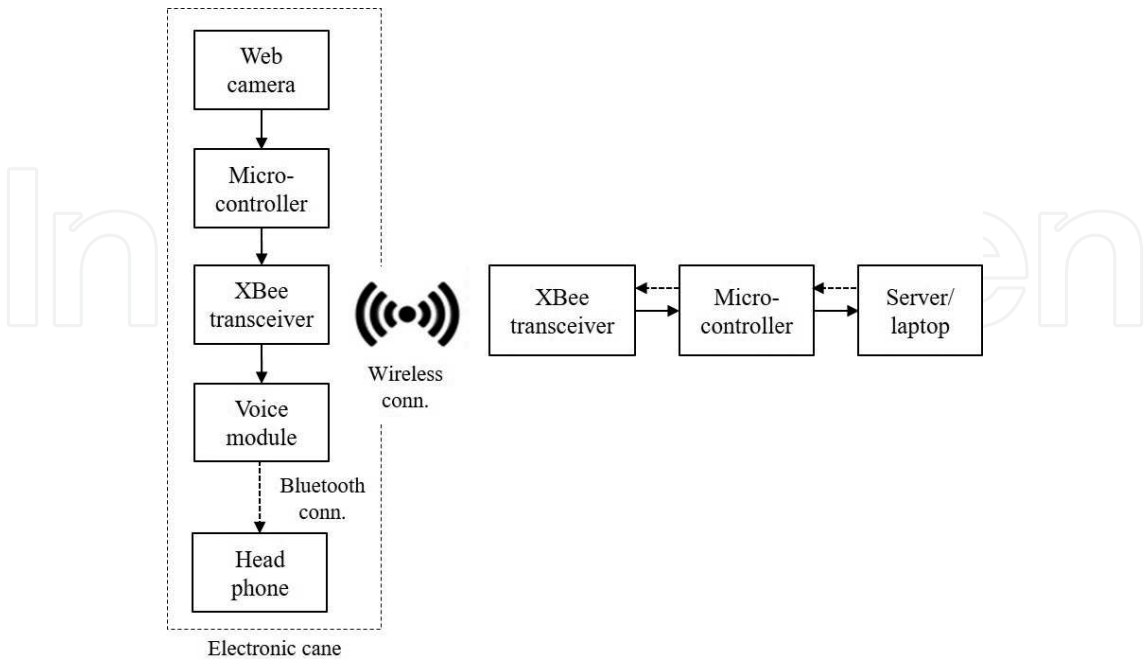 Web
camera
Micro-
controller
XBee
transceiver
Voice
module
Bluetooth
conn.
Head
phone
Electronic cane
Wireless
conn.
XBee
transceiver
Micro-
controller
Server/
laptop